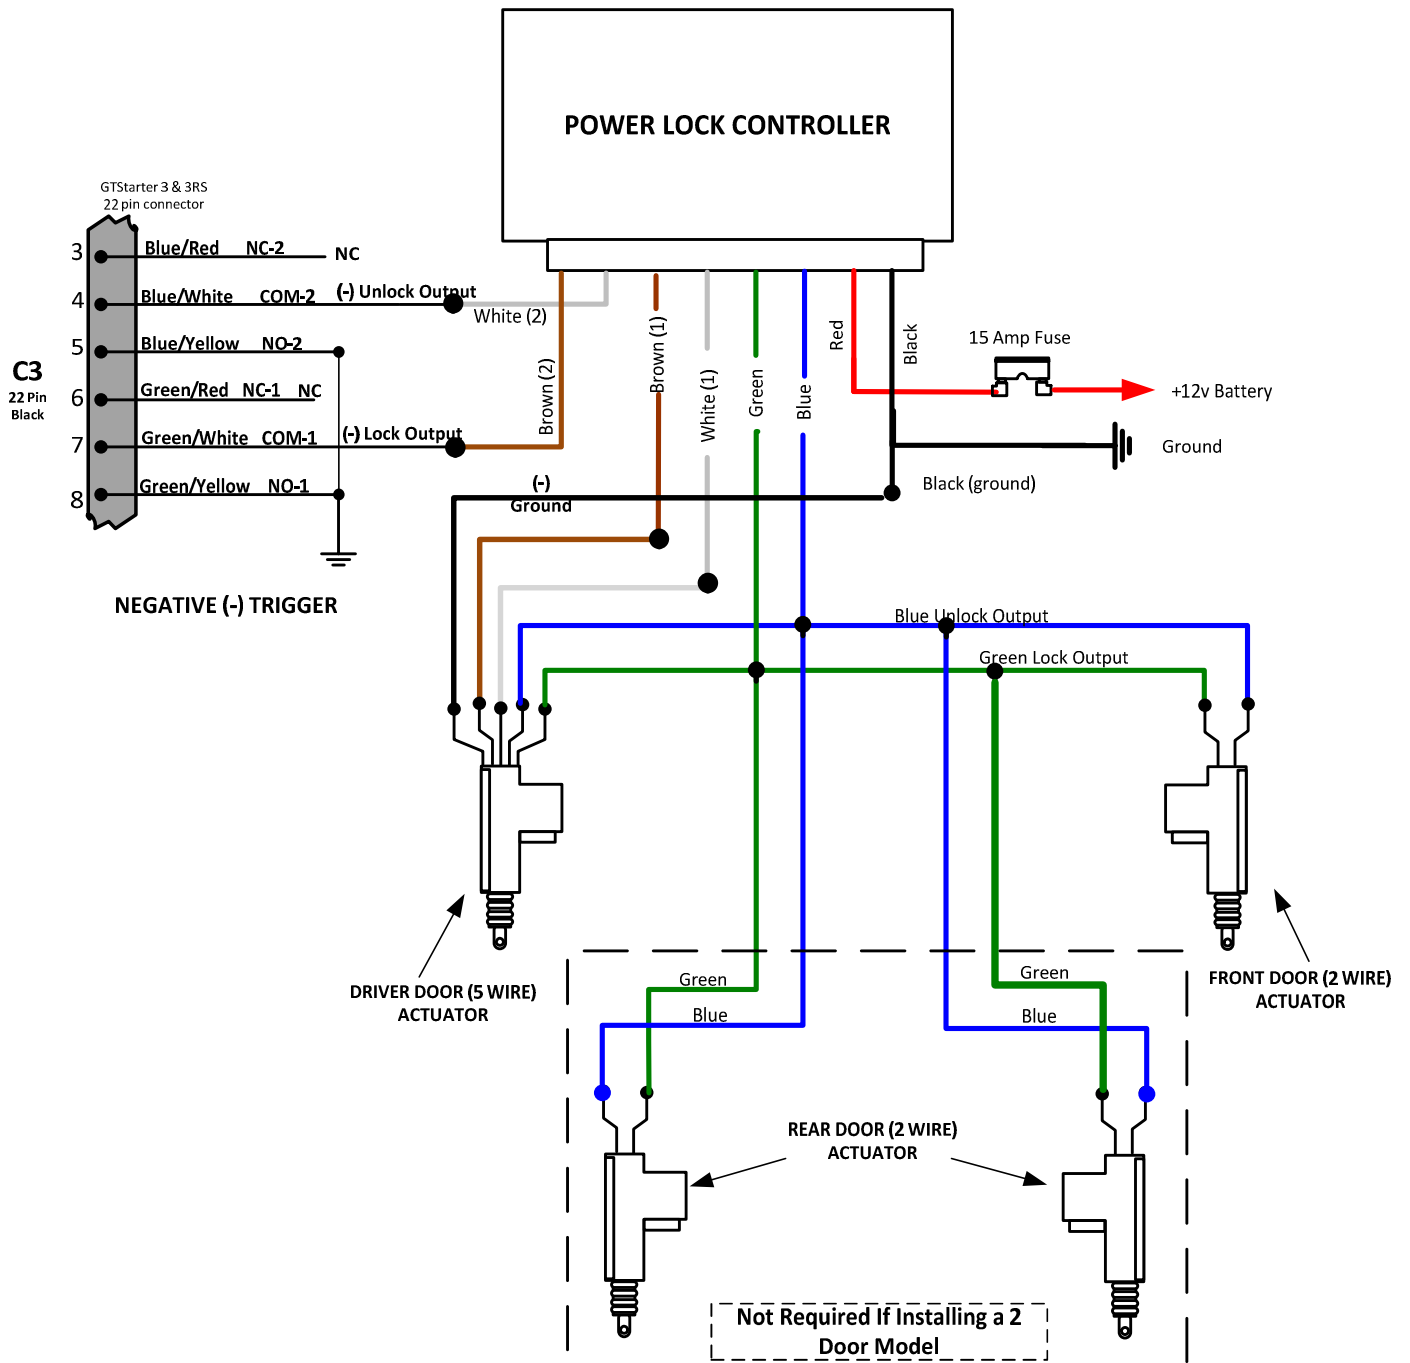 POWER LOCK CONTROLLER
GTStarter 3 & 3RS
22 pin connector
3 Blue/Red NC-2 NC
4 Blue/White COM-2 (-) Unlock Output
White (2)
5 Blue/Yellow NO-2
C3
22 Pin
Black
6 Green/Red NC-1 NC
7 Green/White COM-1 (-) Lock Output
8 Green/Yellow NO-1
NEGATIVE (-) TRIGGER
Brown (2)
Brown (1)
White (1)
Green
Blue
Red
Black
15 Amp Fuse
+12v Battery
Ground
Black (ground)
(-)
Ground
Blue Unlock Output
Green Lock Output
DRIVER DOOR (5 WIRE)
ACTUATOR
FRONT DOOR (2 WIRE)
ACTUATOR
Green
Blue
Green
Blue
REAR DOOR (2 WIRE)
ACTUATOR
Not Required If Installing a 2
Door Model